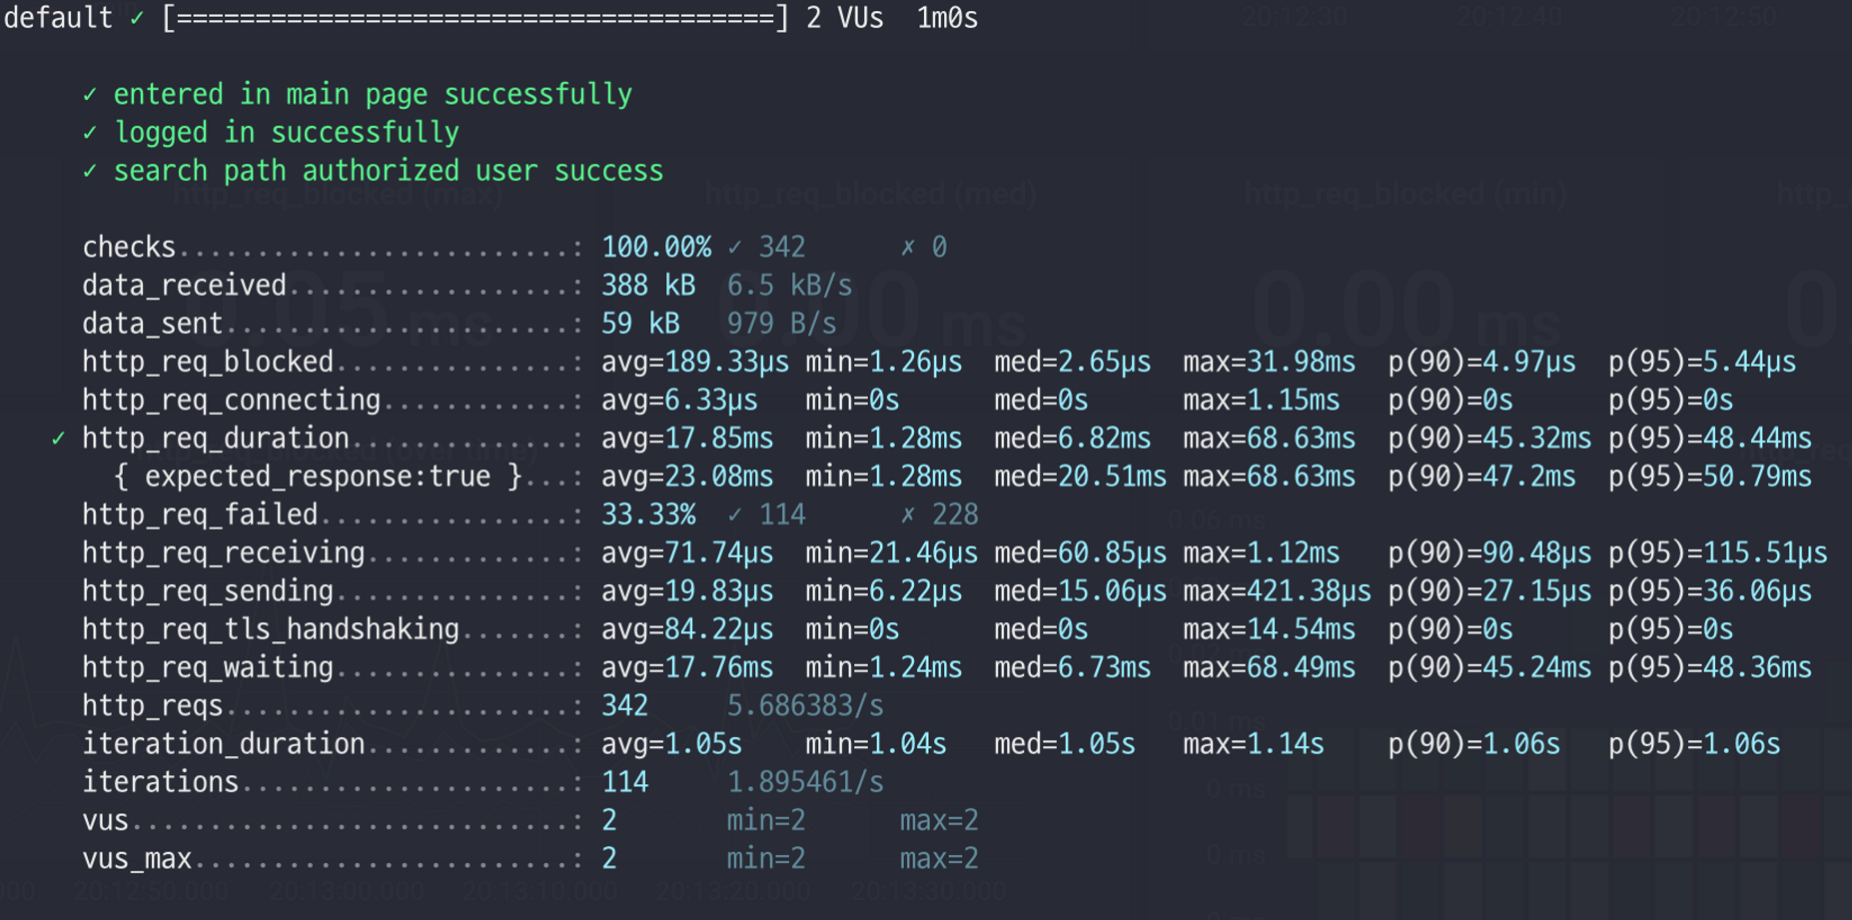 default ✓ [======================================] 2 VUs  1m0s
✓ entered in main page successfully
✓ logged in successfully
✓ search path authorized user success
checks.........................: 100.00% ✓ 342      ✗ 0
data_received..................: 388 kB  6.5 kB/s
data_sent......................: 59 kB   979 B/s
http_req_blocked...............: avg=189.33µs min=1.26µs  med=2.65µs  max=31.98ms  p(90)=4.97µs  p(95)=5.44µs
http_req_connecting............: avg=6.33µs   min=0s      med=0s      max=1.15ms   p(90)=0s      p(95)=0s
✓ http_req_duration..............: avg=17.85ms  min=1.28ms  med=6.82ms  max=68.63ms  p(90)=45.32ms p(95)=48.44ms
{ expected_response:true }...: avg=23.08ms  min=1.28ms  med=20.51ms max=68.63ms  p(90)=47.2ms  p(95)=50.79ms
http_req_failed................: 33.33%  ✓ 114      ✗ 228
http_req_receiving.............: avg=71.74µs  min=21.46µs med=60.85µs max=1.12ms   p(90)=90.48µs p(95)=115.51µs
http_req_sending...............: avg=19.83µs  min=6.22µs  med=15.06µs max=421.38µs p(90)=27.15µs p(95)=36.06µs
http_req_tls_handshaking.......: avg=84.22µs  min=0s      med=0s      max=14.54ms  p(90)=0s      p(95)=0s
http_req_waiting...............: avg=17.76ms  min=1.24ms  med=6.73ms  max=68.49ms  p(90)=45.24ms p(95)=48.36ms
http_reqs......................: 342     5.686383/s
iteration_duration.............: avg=1.05s    min=1.04s   med=1.05s   max=1.14s    p(90)=1.06s   p(95)=1.06s
iterations.....................: 114     1.895461/s
vus............................: 2       min=2      max=2
vus_max........................: 2       min=2      max=2